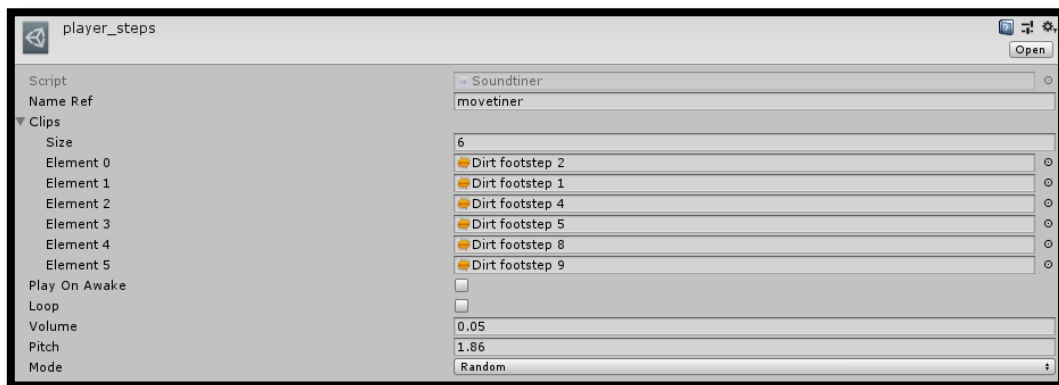 player_steps
Open
Script Soundtiner
Name Ref movetiner
Clips
Size 6
Element 0 Dirt footstep 2
Element 1 Dirt footstep 1
Element 2 Dirt footstep 4
Element 3 Dirt footstep 5
Element 4 Dirt footstep 8
Element 5 Dirt footstep 9
Play On Awake
Loop
Volume 0.05
Pitch 1.86
Mode Random